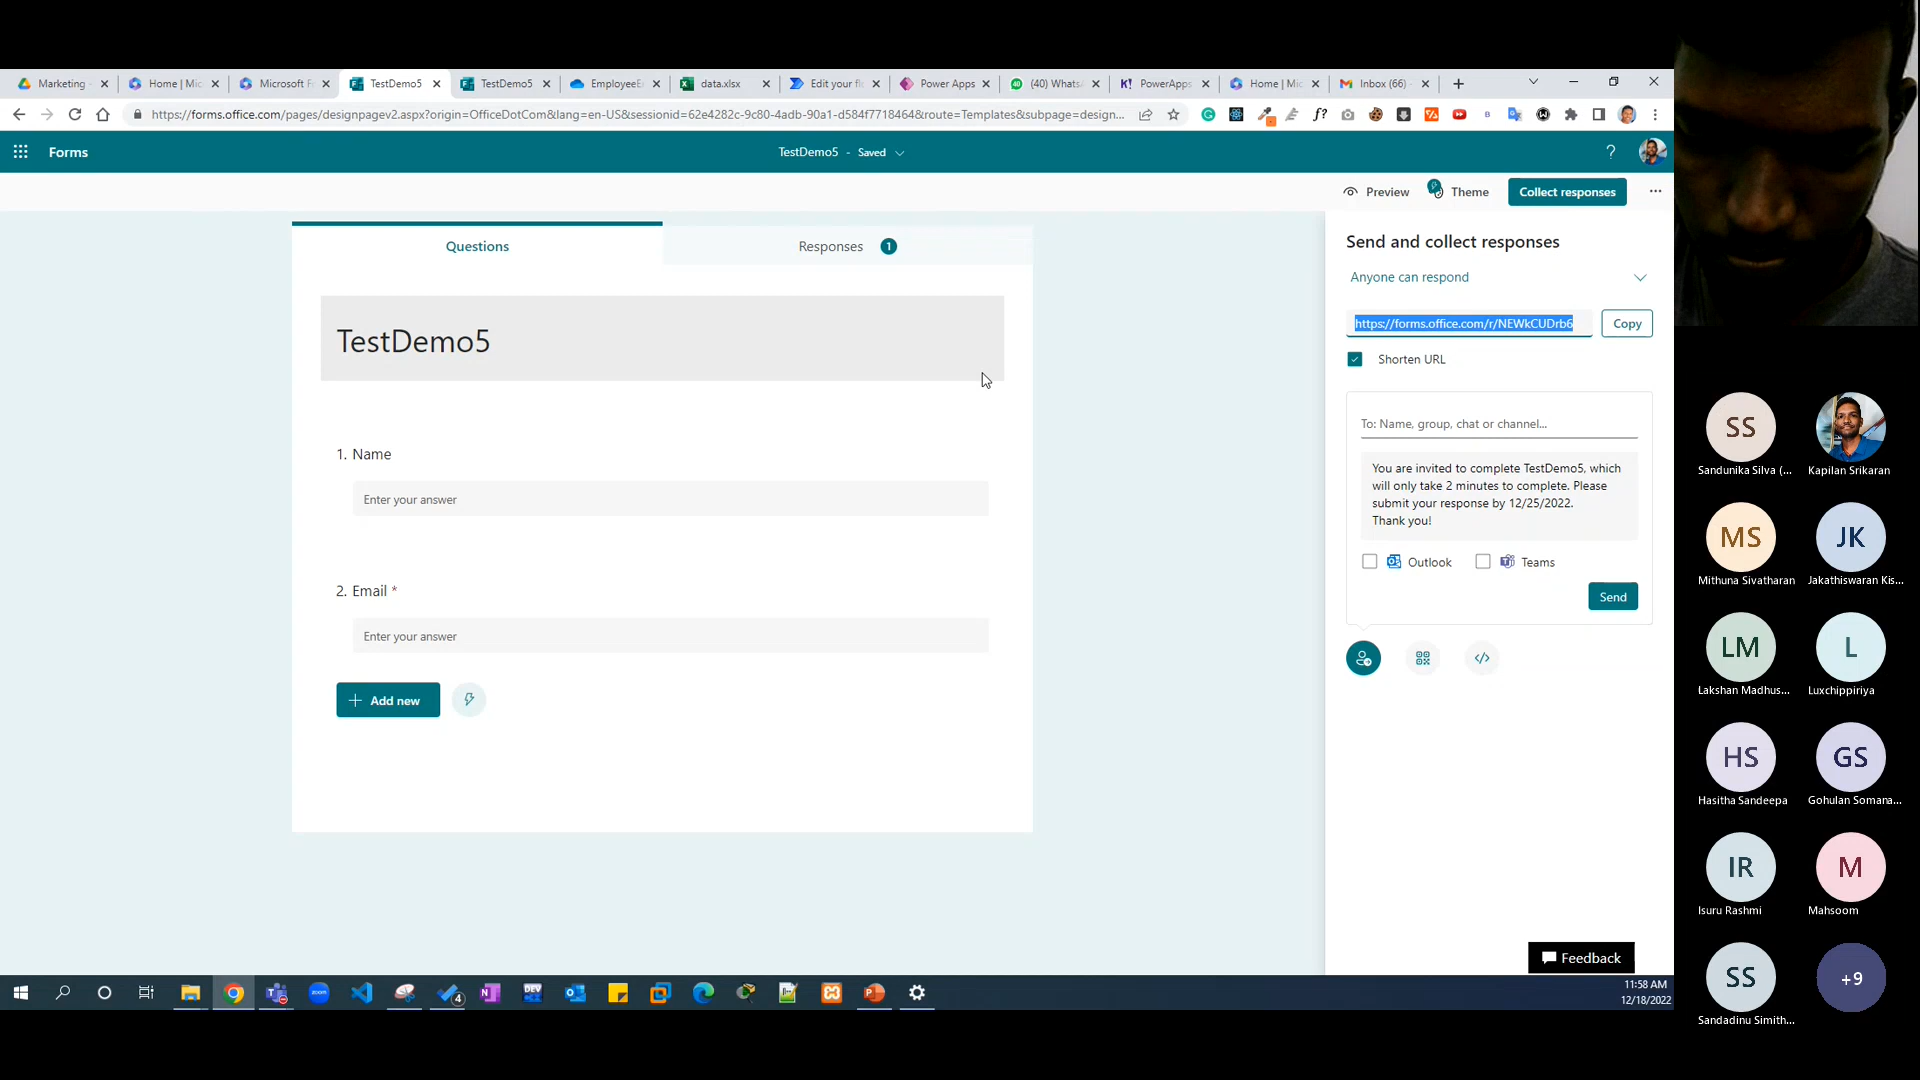 Marketing
Home | Mic
Microsoft F
TestDemo5
TestDemo5
EmployeeE
data.xlsx
Edit your fl
Power Apps
(40) Whats
PowerApps
Home | Mic
Inbox (66)
https://forms.office.com/pages/designpagev2.aspx?origin=OfficeDotCom&lang=en-US&sessionid=62e4282c-9c80-4adb-90a1-d584f7718464&route=Templates&subpage=design...
Forms
TestDemo5 - Saved
?
Preview
Theme
Collect responses
...
Questions
Responses 1
TestDemo5
1. Name
Enter your answer
2. Email *
Enter your answer
+ Add new
Send and collect responses
Anyone can respond
https://forms.office.com/r/NEWkCUDrb6
Copy
Shorten URL
To: Name, group, chat or channel...
You are invited to complete TestDemo5, which
will only take 2 minutes to complete. Please
submit your response by 12/25/2022.
Thank you!
Outlook
Teams
Send
Feedback
11:58 AM
12/18/2022
SS
Sandunika Silva (...
Kapilan Srikaran
MS
Mithuna Sivatharan
JK
Jakathiswaran Kis...
LM
Lakshan Madhus...
L
Luxchippiriya
HS
Hasitha Sandeepa
GS
Gohulan Somana...
IR
Isuru Rashmi
M
Mahsoom
SS
Sandadinu Simith...
+9